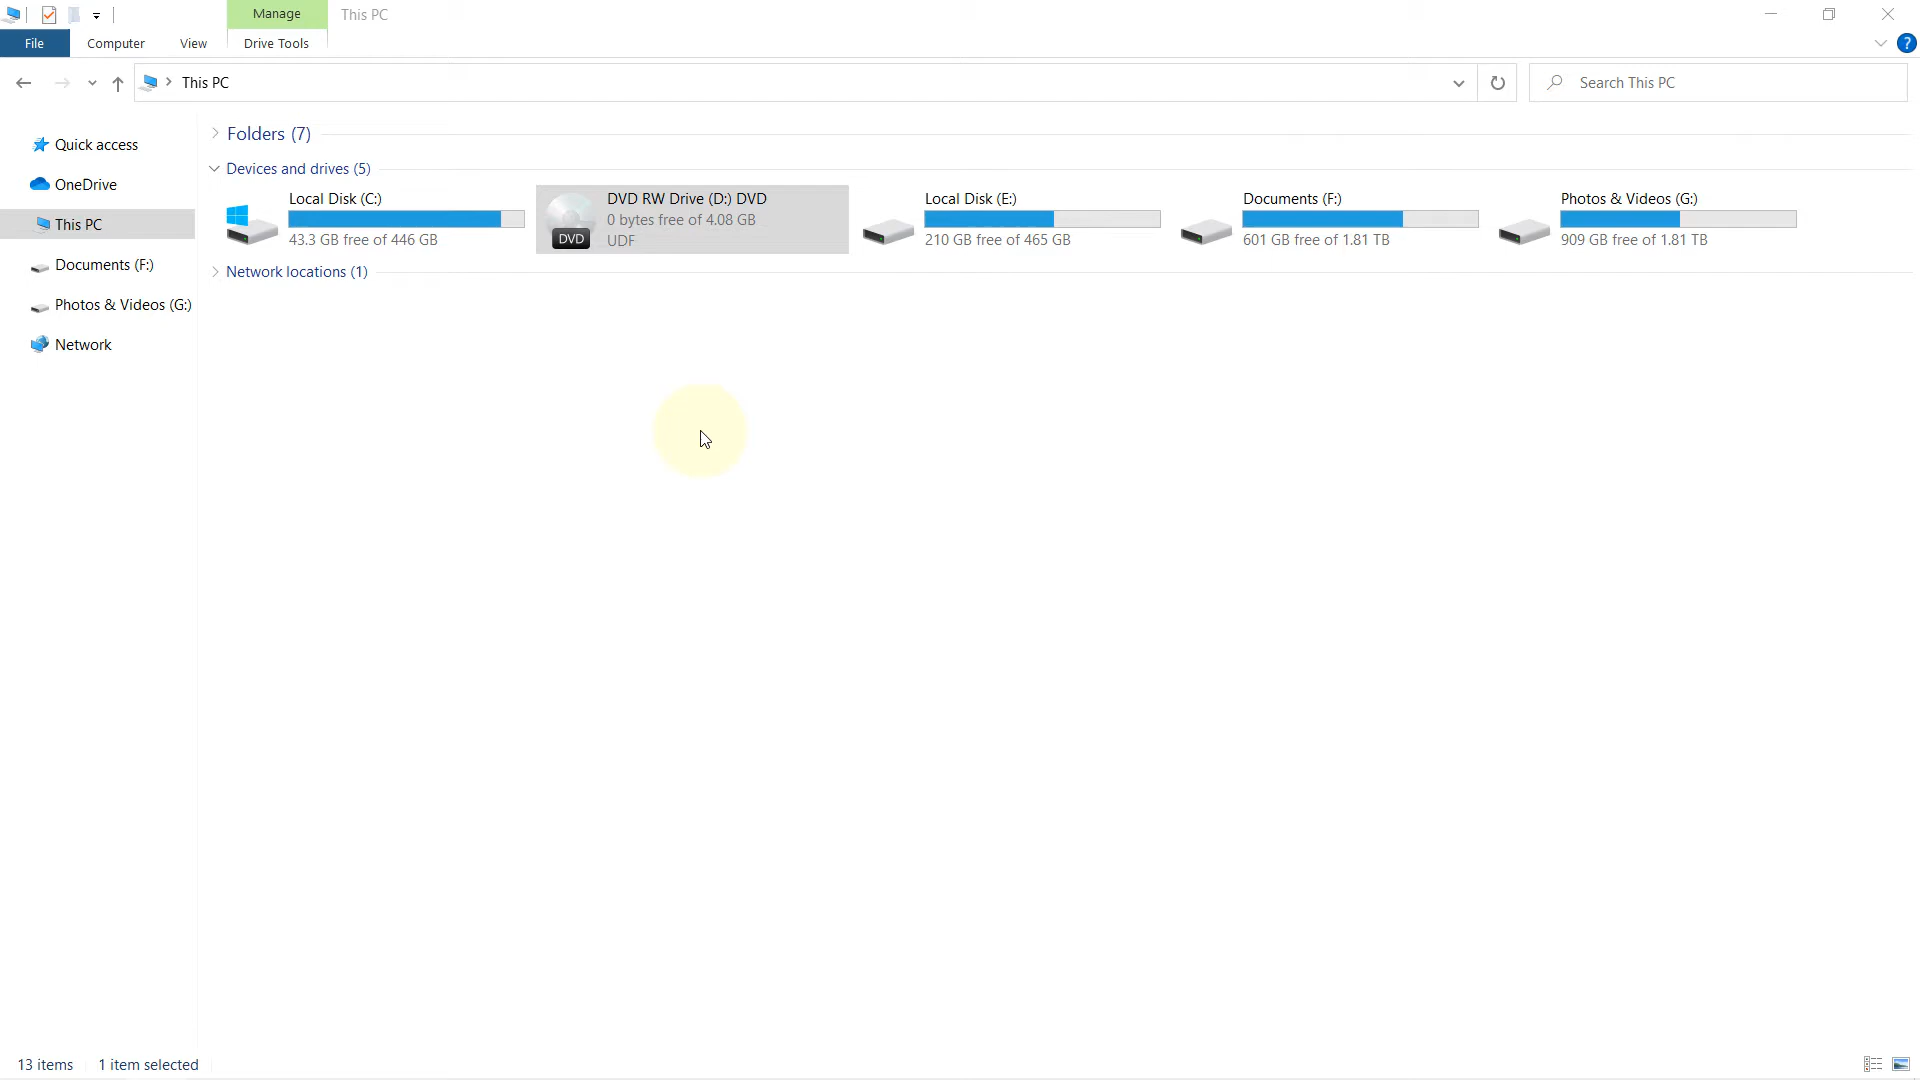 Manage
This PC
File
Computer
View
Drive Tools
?
This PC
Search This PC
Quick access
OneDrive
This PC
Documents (F:)
Photos & Videos (G:)
Network
Folders (7)
Devices and drives (5)
Local Disk (C:)
43.3 GB free of 446 GB
DVD RW Drive (D:) DVD
0 bytes free of 4.08 GB
UDF
DVD
Local Disk (E:)
210 GB free of 465 GB
Documents (F:)
601 GB free of 1.81 TB
Photos & Videos (G:)
909 GB free of 1.81 TB
Network locations (1)
13 items
1 item selected